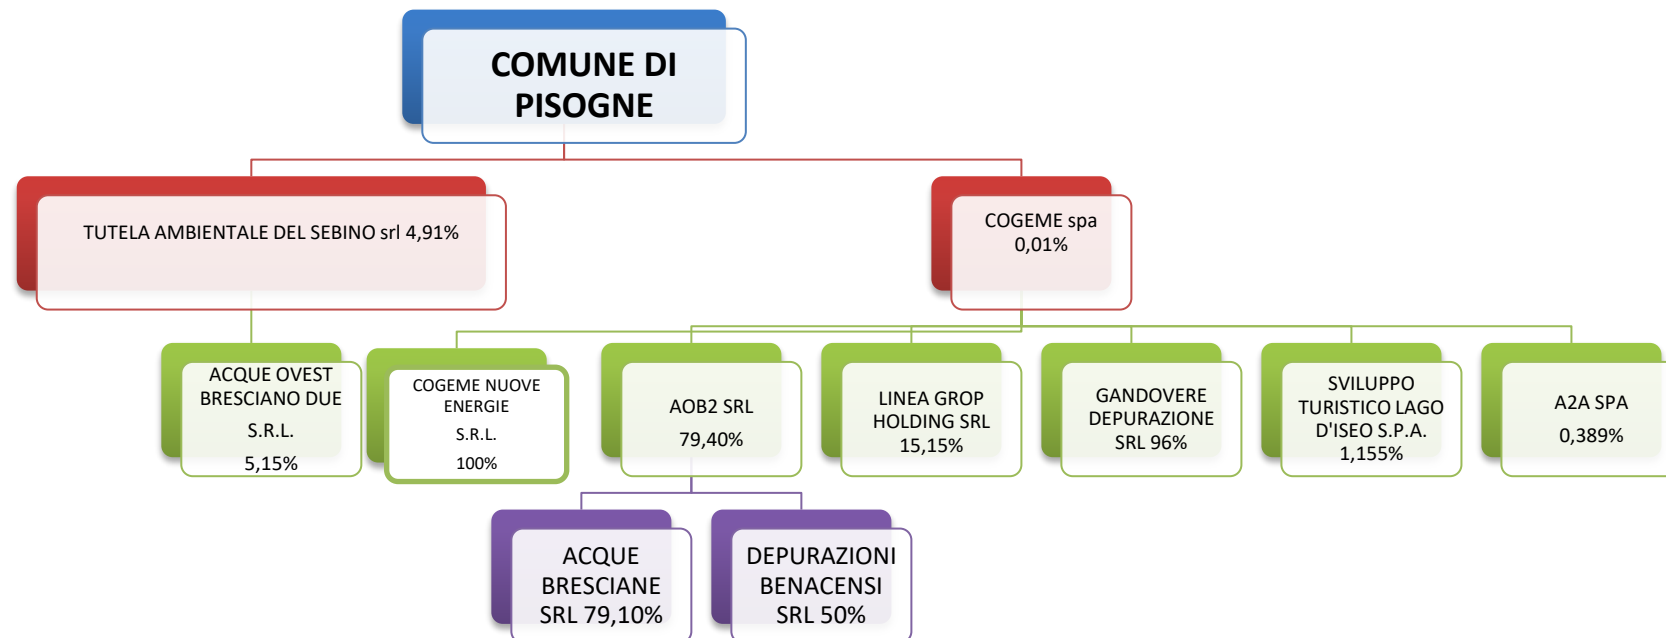 COMUNE DI
PISOGNE
TUTELA AMBIENTALE DEL SEBINO srl 4,91%
COGEME spa
0,01%
ACQUE OVEST
BRESCIANO DUE
S.R.L.
5,15%
COGEME NUOVE
ENERGIE
S.R.L.
100%
AOB2 SRL
79,40%
LINEA GROP
HOLDING SRL
15,15%
GANDOVERE
DEPURAZIONE
SRL 96%
SVILUPPO
TURISTICO LAGO
D'ISEO S.P.A.
1,155%
A2A SPA
0,389%
ACQUE
BRESCIANE
SRL 79,10%
DEPURAZIONI
BENACENSI
SRL 50%